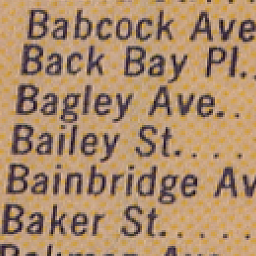 Babcock Ave
Back Bay Pl..
Bagley Ave..
Bailey St....
Bainbridge Av
Baker St.....